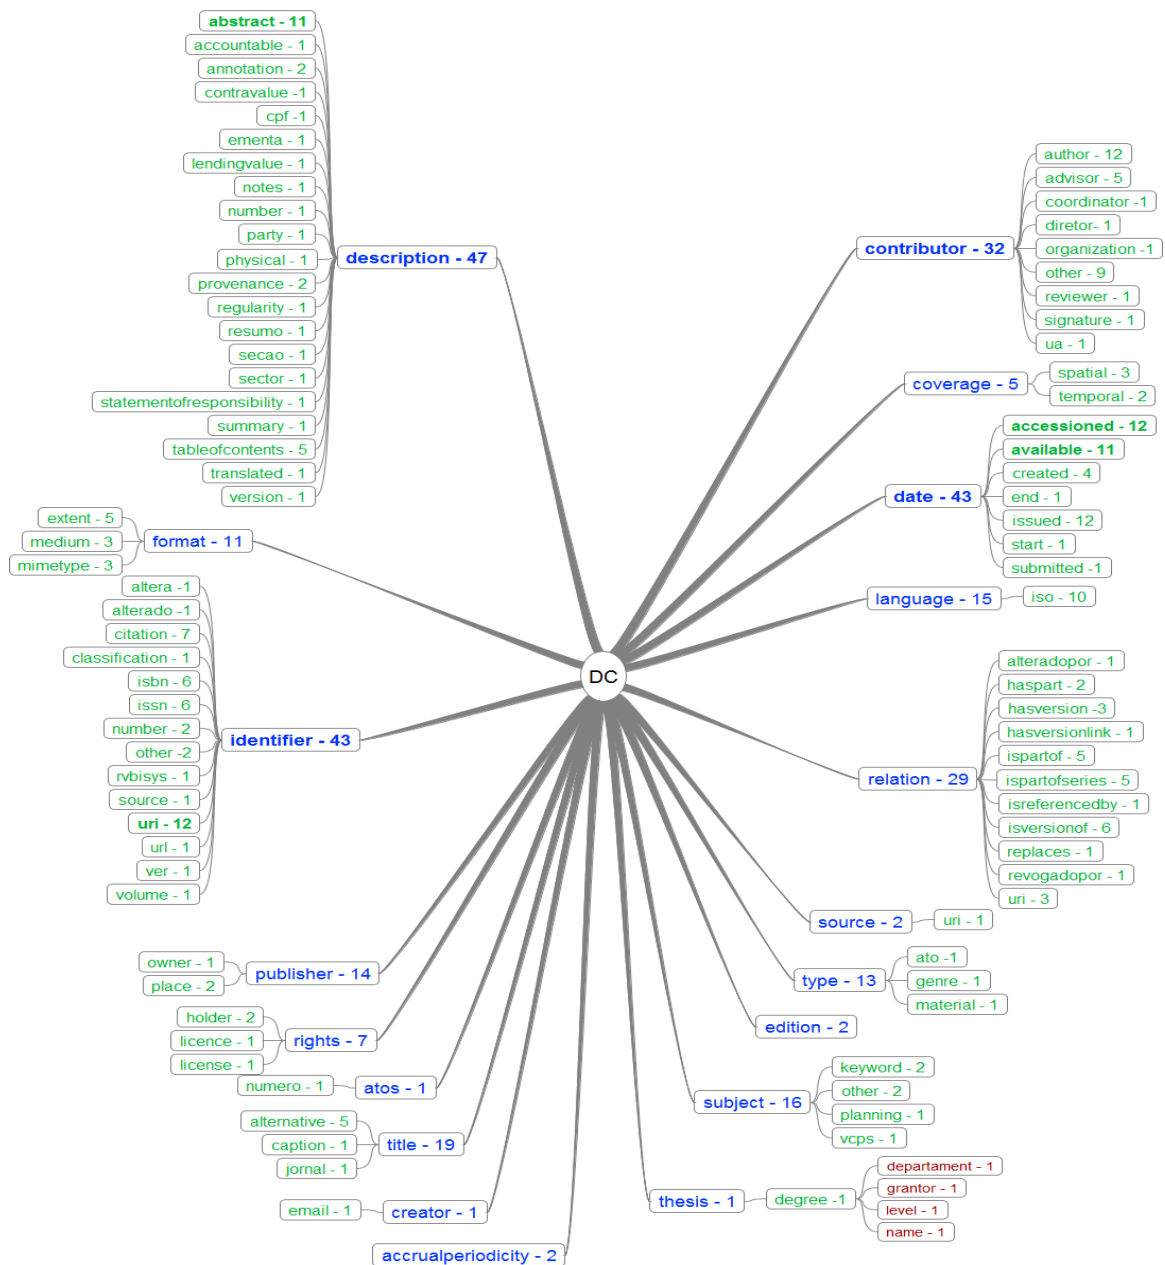 abstract - 11
accountable - 1
annotation - 2
contravalue -1
cpf -1
ementa - 1
lendingvalue - 1
notes - 1
number - 1
party - 1
physical - 1
provenance - 2
regularity - 1
resumo - 1
secao - 1
sector - 1
statementofresponsibility - 1
summary - 1
tableofcontents - 5
translated - 1
version - 1
description - 47
extent - 5
medium - 3
mimetype - 3
format - 11
altera -1
alterado -1
citation - 7
classification - 1
isbn - 6
issn - 6
number - 2
other -2
rvbisys - 1
source - 1
uri - 12
url - 1
ver - 1
volume - 1
identifier - 43
owner - 1
place - 2
publisher - 14
holder - 2
licence - 1
license - 1
rights - 7
numero - 1
atos - 1
alternative - 5
caption - 1
jornal - 1
title - 19
email - 1
creator - 1
accrualperiodicity - 2
DC
contributor - 32
author - 12
advisor - 5
coordinator -1
diretor- 1
organization -1
other - 9
reviewer - 1
signature - 1
ua - 1
coverage - 5
spatial - 3
temporal - 2
date - 43
accessioned - 12
available - 11
created - 4
end - 1
issued - 12
start - 1
submitted -1
language - 15
iso - 10
relation - 29
alteradopor - 1
haspart - 2
hasversion -3
hasversionlink - 1
ispartof - 5
ispartofseries - 5
isreferencedby - 1
isversionof - 6
replaces - 1
revogadopor - 1
uri - 3
source - 2
uri - 1
type - 13
ato -1
genre - 1
material - 1
edition - 2
subject - 16
keyword - 2
other - 2
planning - 1
vcps - 1
thesis - 1
degree -1
departament - 1
grantor - 1
level - 1
name - 1